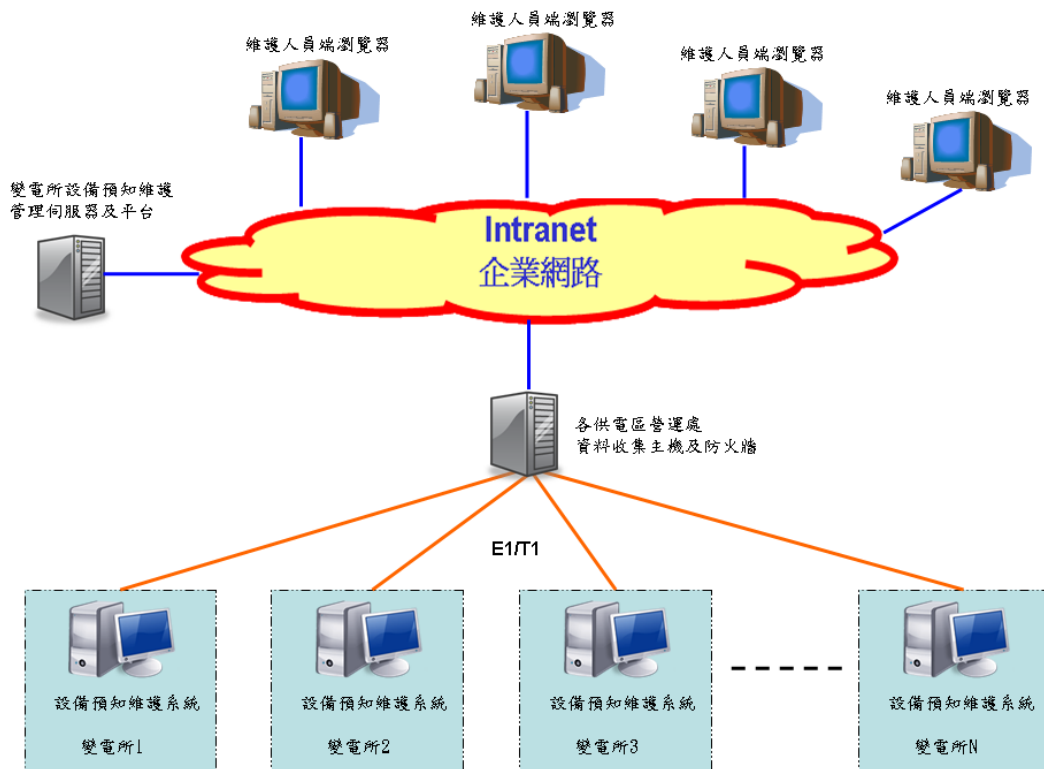 維護人員端瀏覽器
維護人員端瀏覽器
維護人員端瀏覽器
維護人員端瀏覽器
變電所設備預知維護
管理伺服器及平台
Intranet
企業網路
各供電區營運處
資料收集主機及防火牆
E1/T1
設備預知維護系統
變電所1
設備預知維護系統
變電所2
設備預知維護系統
變電所3
設備預知維護系統
變電所N